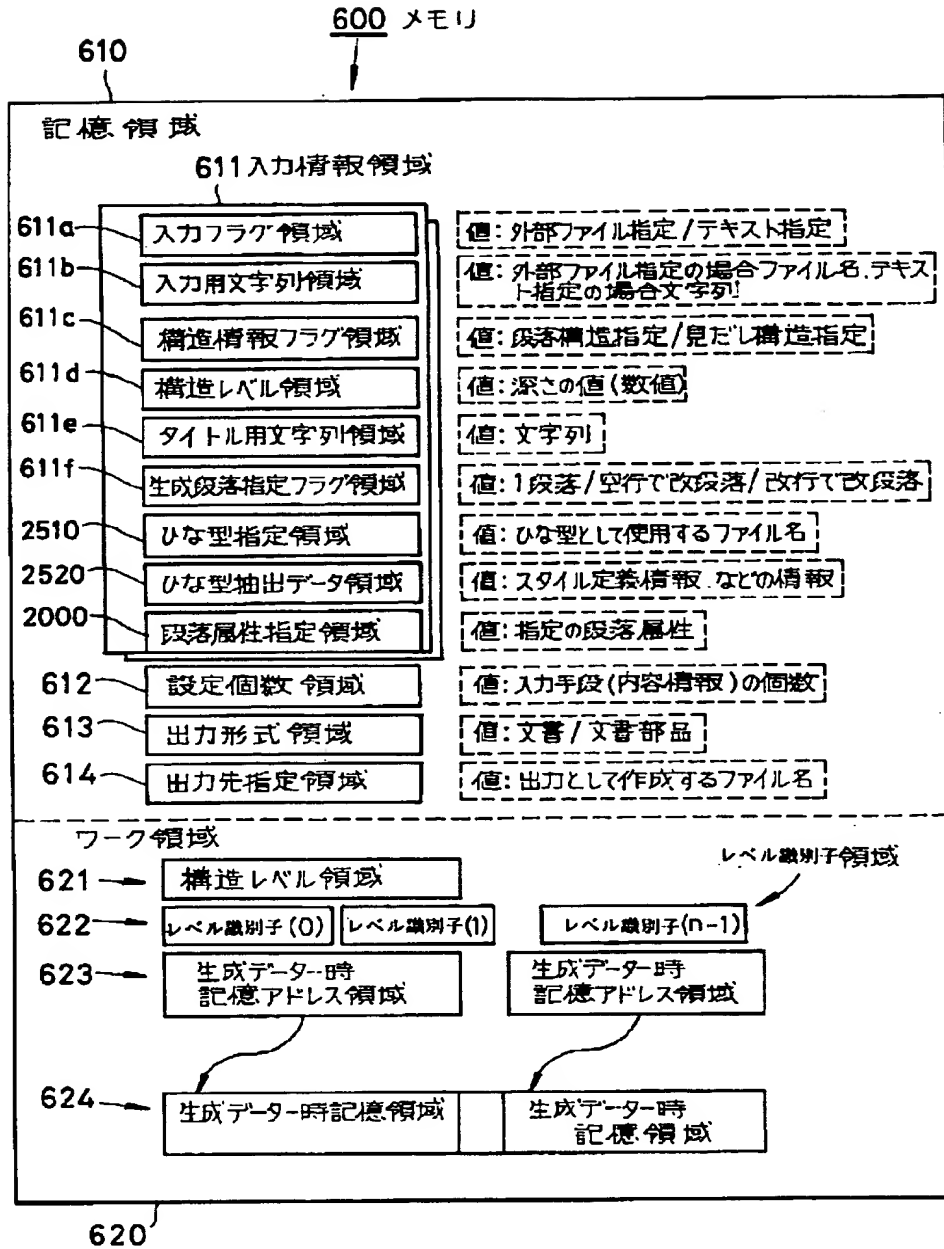 600 メモリ
610
記憶領域
611 入力情報領域
611a 入力フラグ領域 値:外部ファイル指定/テキスト指定
611b 入力用文字列領域 値:外部ファイル指定の場合ファイル名、テキ
スト指定の場合文字列
611c 構造情報フラグ領域 値:段落構造指定/見だし構造指定
611d 構造レベル領域 値:深さの値(数値)
611e タイトル用文字列領域 値:文字列
611f 生成段落指定フラグ領域 値:1段落/空行で改段落/改行で改段落
2510 ひな型指定領域 値:ひな型として使用するファイル名
2520 ひな型抽出データ領域 値:スタイル定義情報、などの情報
2000 段落属性指定領域 値:指定の段落属性
612 設定個数領域 値:入力手段(内容情報)の個数
613 出力形式領域 値:文書/文書部品
614 出力先指定領域 値:出力として作成するファイル名
ワーク領域
レベル識別子領域
621 構造レベル領域
622 レベル識別子(0) レベル識別子(1) レベル識別子(n-1)
623 生成データ一時 生成データ一時
記憶アドレス領域 記憶アドレス領域
624 生成データ一時記憶領域 生成データ一時
記憶領域
620